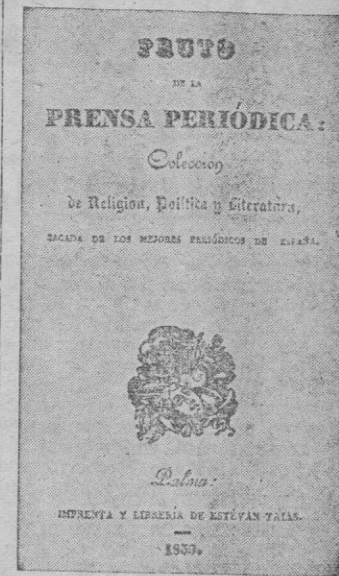 FRUTO
DE LA
PRENSA PERIÓDICA:
Coleccion
de Religion, Política y Literatura,
SACADA DE LOS MEJORES PERIÓDICOS DE ESPAÑA.
Palma:
IMPRENTA Y LIBRERÍA DE ESTÉVAN TRIAS.